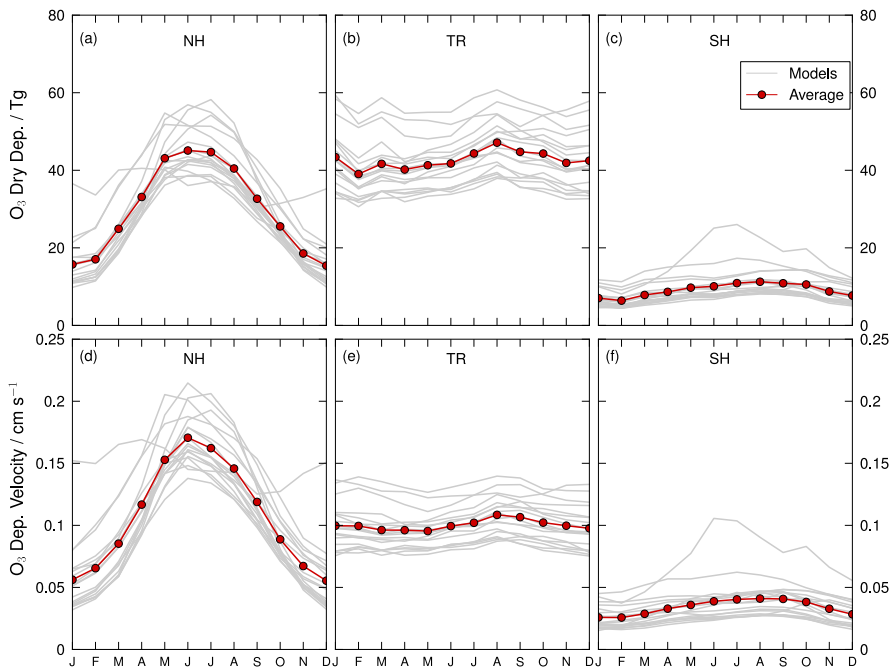 (a) NH
(b) TR
(c) SH
Models
Average
O₃ Dry Dep. / Tg
80
60
40
20
0
80
60
40
20
0
(d) NH
(e) TR
(f) SH
O₃ Dep. Velocity / cm s⁻¹
0.25
0.2
0.15
0.1
0.05
0
0.25
0.2
0.15
0.1
0.05
0
J F M A M J J A S O N D
J F M A M J J A S O N D
J F M A M J J A S O N D